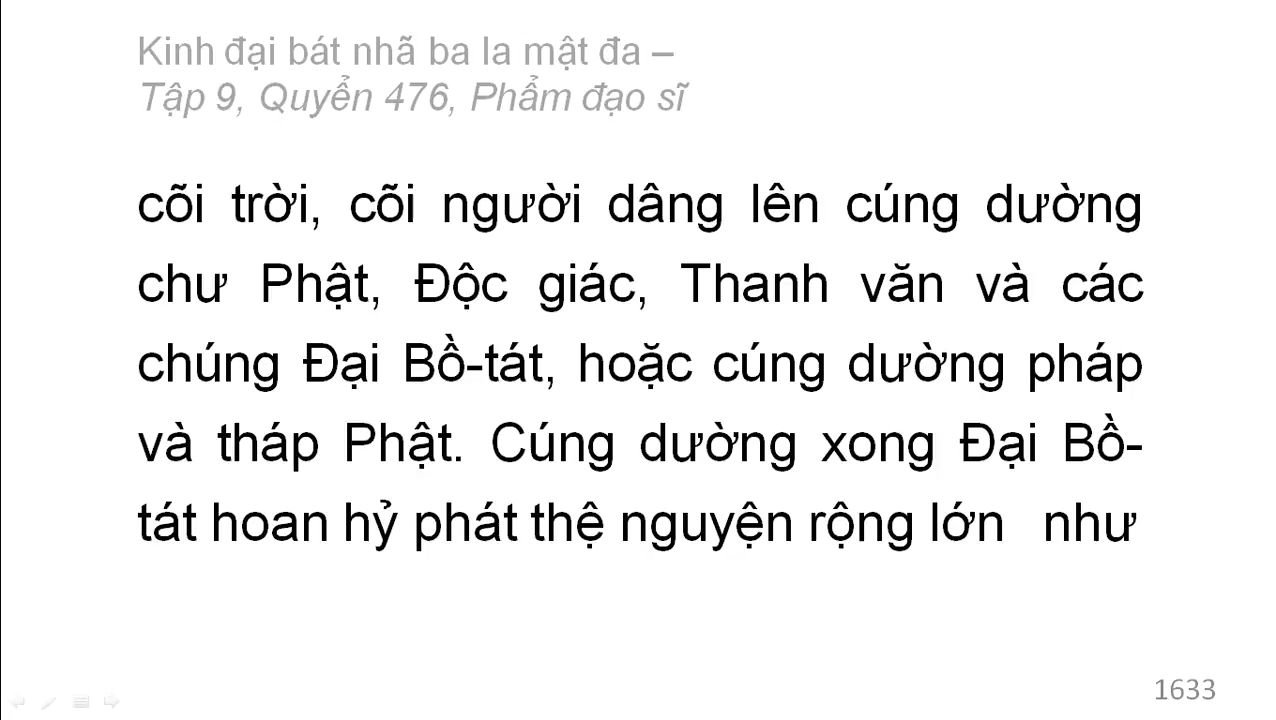 Kinh đại bát nhã ba la mật đa –
Tập 9, Quyển 476, Phẩm đạo sĩ
cõi trời, cõi người dâng lên cúng dường
chư Phật, Độc giác, Thanh văn và các
chúng Đại Bồ-tát, hoặc cúng dường pháp
và tháp Phật. Cúng dường xong Đại Bồ-
tát hoan hỷ phát thệ nguyện rộng lớn như
1633